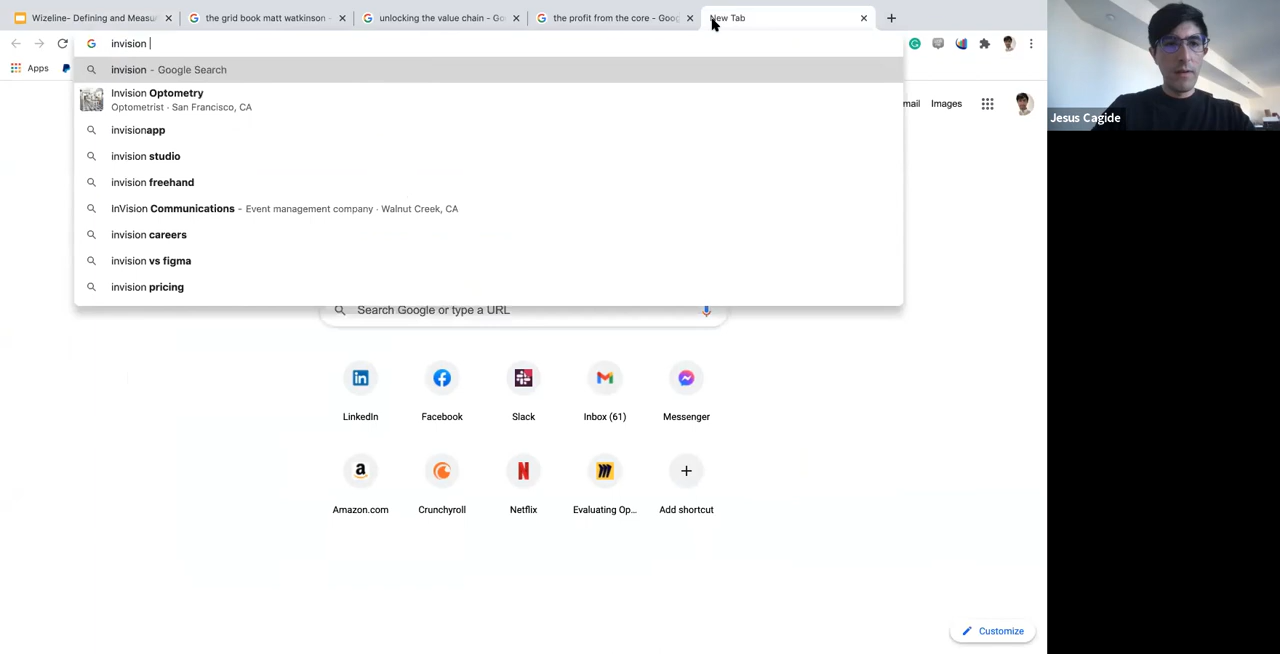 Wizeline- Defining and Measu
the grid book matt watkinson -
unlocking the value chain - Go
the profit from the core - Goog
New Tab
invision
Apps
invision - Google Search
Invision Optometry
Optometrist · San Francisco, CA
invisionapp
invision studio
invision freehand
InVision Communications - Event management company · Walnut Creek, CA
invision careers
invision vs figma
invision pricing
mail
Images
Search Google or type a URL
LinkedIn
Facebook
Slack
Inbox (61)
Messenger
Amazon.com
Crunchyroll
Netflix
Evaluating Op...
Add shortcut
Customize
Jesus Cagide